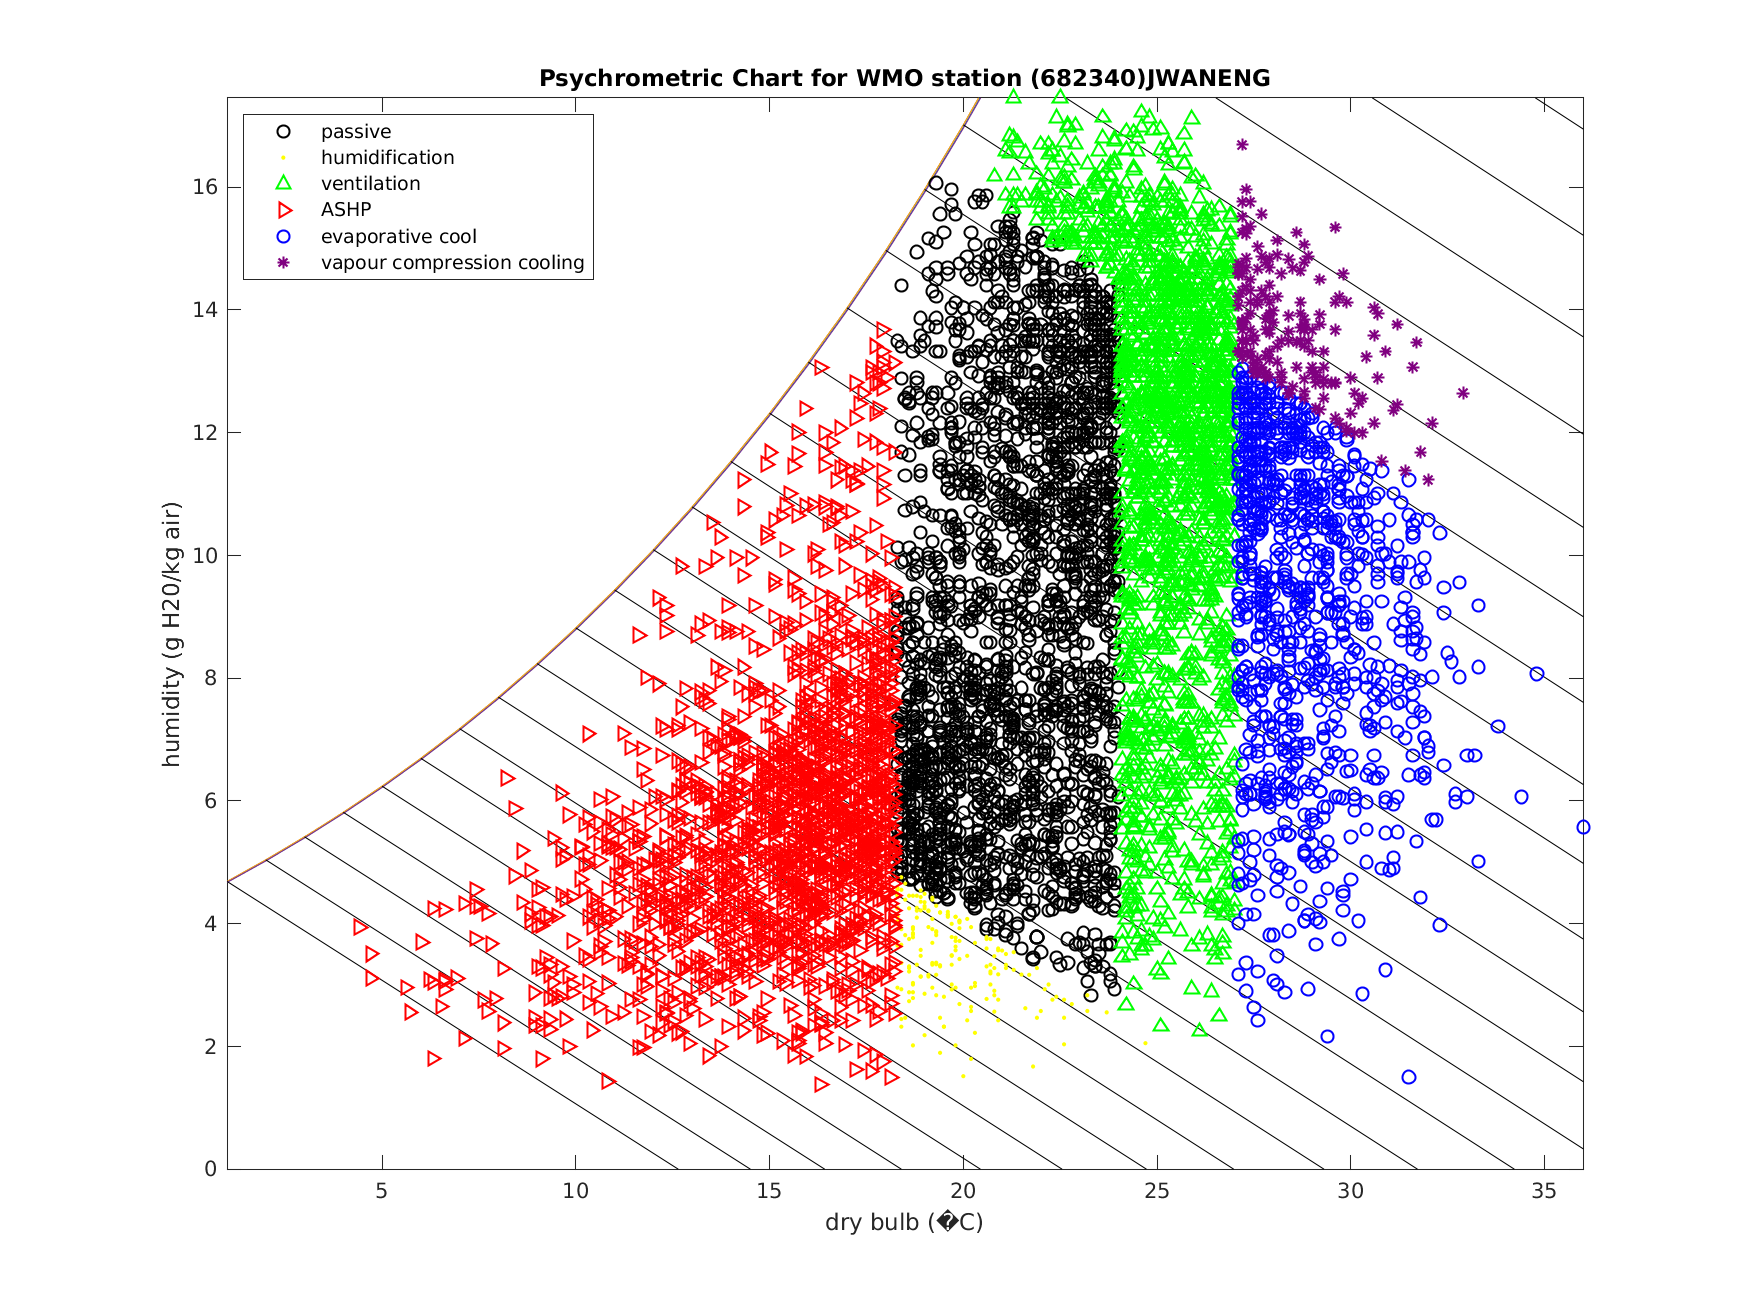 Psychrometric Chart for WMO station (682340)JWANENG
passive
humidification
ventilation
ASHP
evaporative cool
vapour compression cooling
humidity (g H20/kg air)
16
14
12
10
8
6
4
2
0
5 10 15 20 25 30 35
dry bulb (�C)